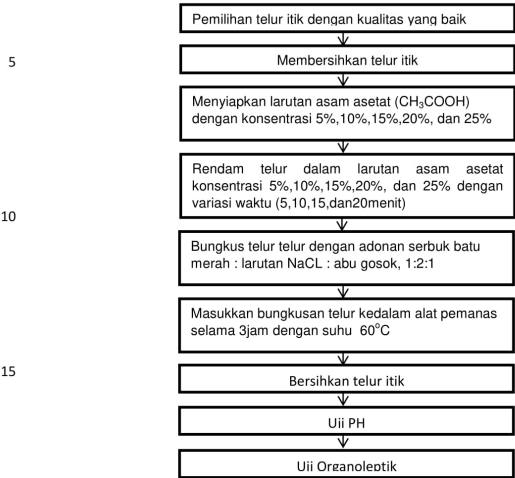 Pemilihan telur itik dengan kualitas yang baik
5
Membersihkan telur itik
Menyiapkan larutan asam asetat (CH₃COOH)
dengan konsentrasi 5%,10%,15%,20%, dan 25%
Rendam telur dalam larutan asam asetat
konsentrasi 5%,10%,15%,20%, dan 25% dengan
variasi waktu (5,10,15,dan20menit)
10
Bungkus telur telur dengan adonan serbuk batu
merah : larutan NaCL : abu gosok, 1:2:1
Masukkan bungkusan telur kedalam alat pemanas
selama 3jam dengan suhu 60°C
15
Bersihkan telur itik
Uji PH
Uji Organoleptik